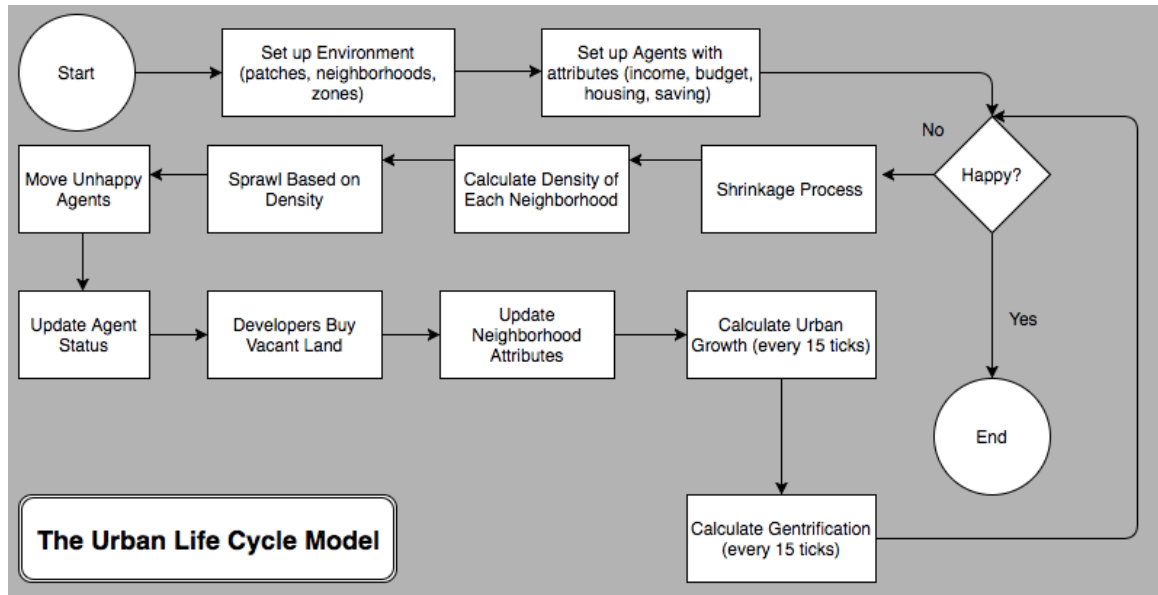 Start
Set up Environment
(patches, neighborhoods,
zones)
Set up Agents with
attributes (income, budget,
housing, saving)
Happy?
No
Yes
Shrinkage Process
Calculate Density of
Each Neighborhood
Sprawl Based on
Density
Move Unhappy
Agents
Update Agent
Status
Developers Buy
Vacant Land
Update
Neighborhood
Attributes
Calculate Urban
Growth (every 15 ticks)
End
Calculate Gentrification
(every 15 ticks)
The Urban Life Cycle Model